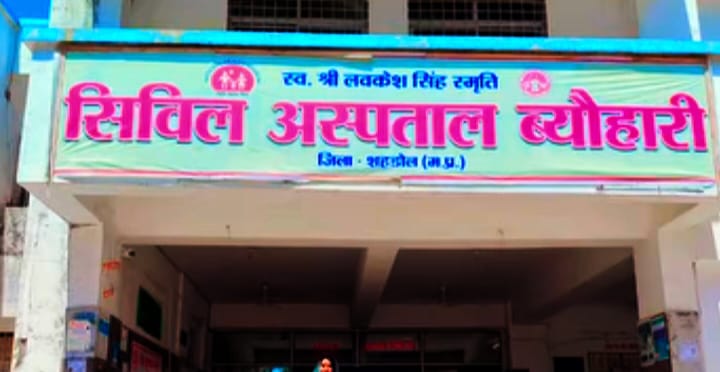 स्व. श्री लवकेश सिंह स्मृति
सिविल अस्पताल ब्यौहारी
जिला - शहडोल (म.प्र.)